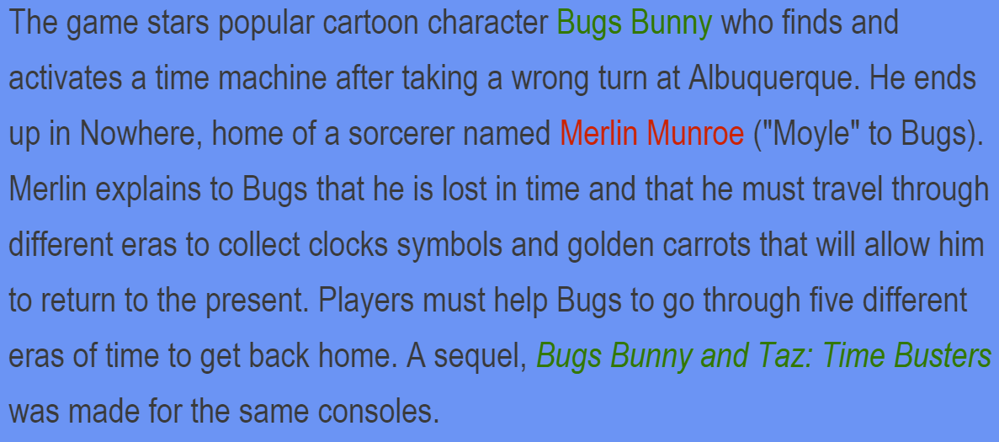 The game stars popular cartoon character Bugs Bunny who finds and
activates a time machine after taking a wrong turn at Albuquerque. He ends
up in Nowhere, home of a sorcerer named Merlin Munroe ("Moyle" to Bugs).
Merlin explains to Bugs that he is lost in time and that he must travel through
different eras to collect clocks symbols and golden carrots that will allow him
to return to the present. Players must help Bugs to go through five different
eras of time to get back home. A sequel, Bugs Bunny and Taz: Time Busters
was made for the same consoles.